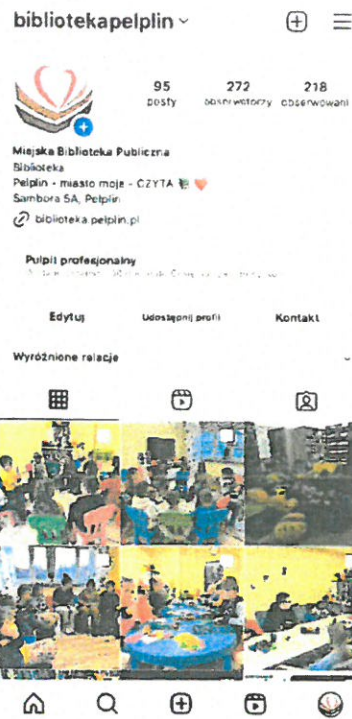 bibliotekapelplin
95 272 218
posty obserwatorzy obserwowani
Miejska Biblioteka Publiczna
Biblioteka
Pelplin - miasto moje - CZYTA
Sambora 5A, Pelplin
biblioteka.pelplin.pl
Pulpit profesjonalny
Edytuj Udostępnij profil Kontakt
Wyróżnione relacje